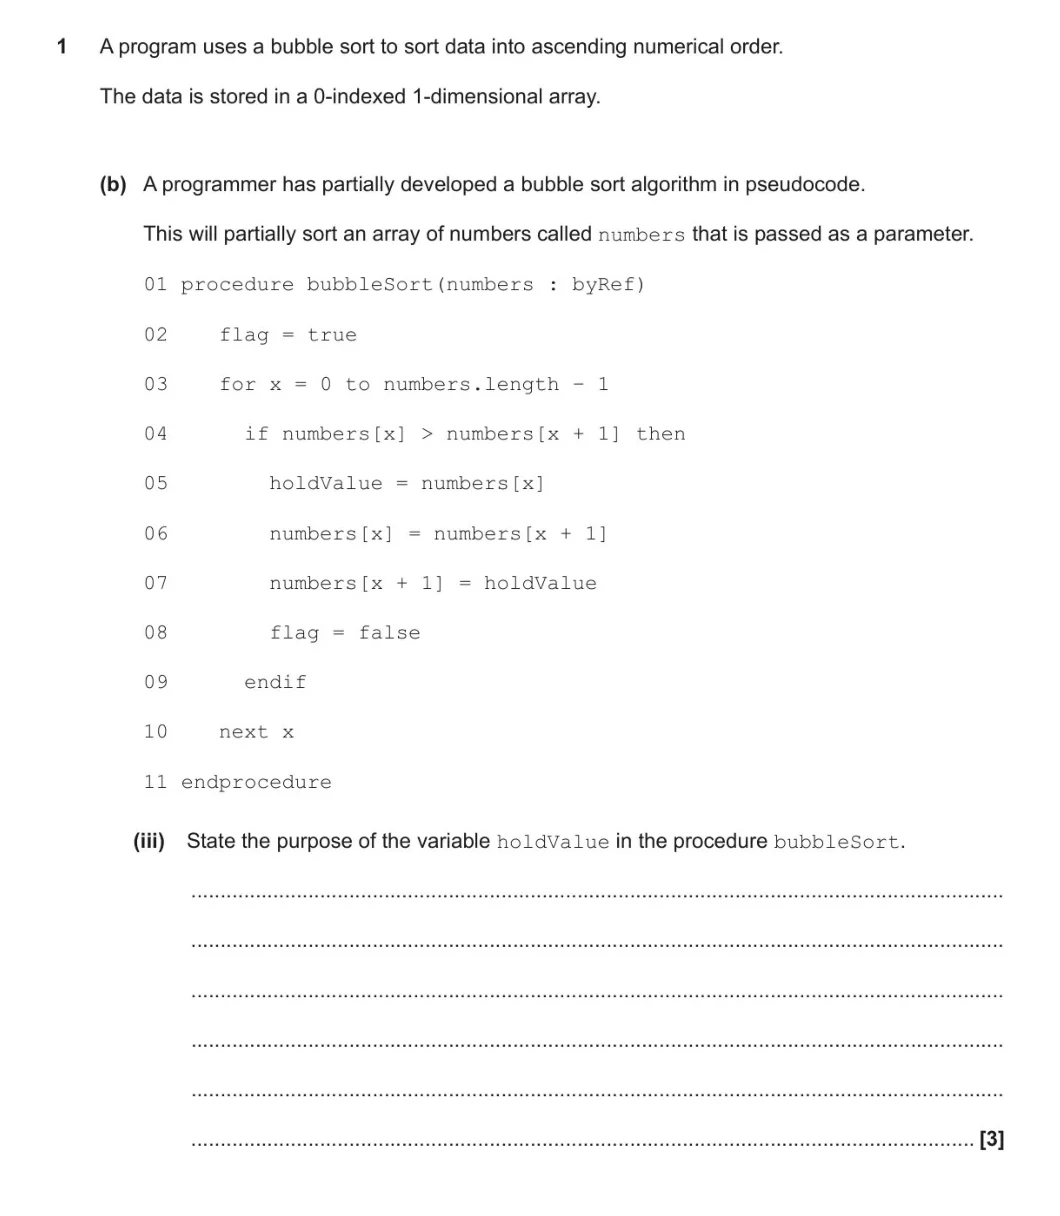 1 A program uses a bubble sort to sort data into ascending numerical order.
The data is stored in a 0-indexed 1-dimensional array.
(b) A programmer has partially developed a bubble sort algorithm in pseudocode.
This will partially sort an array of numbers called numbers that is passed as a parameter.
01 procedure bubbleSort(numbers : byRef)
02 flag = true
03 for x = 0 to numbers.length - 1
04 if numbers[x] > numbers[x + 1] then
05 holdValue = numbers[x]
06 numbers[x] = numbers[x + 1]
07 numbers[x + 1] = holdValue
08 flag = false
09 endif
10 next x
11 endprocedure
(iii) State the purpose of the variable holdValue in the procedure bubbleSort.
[3]